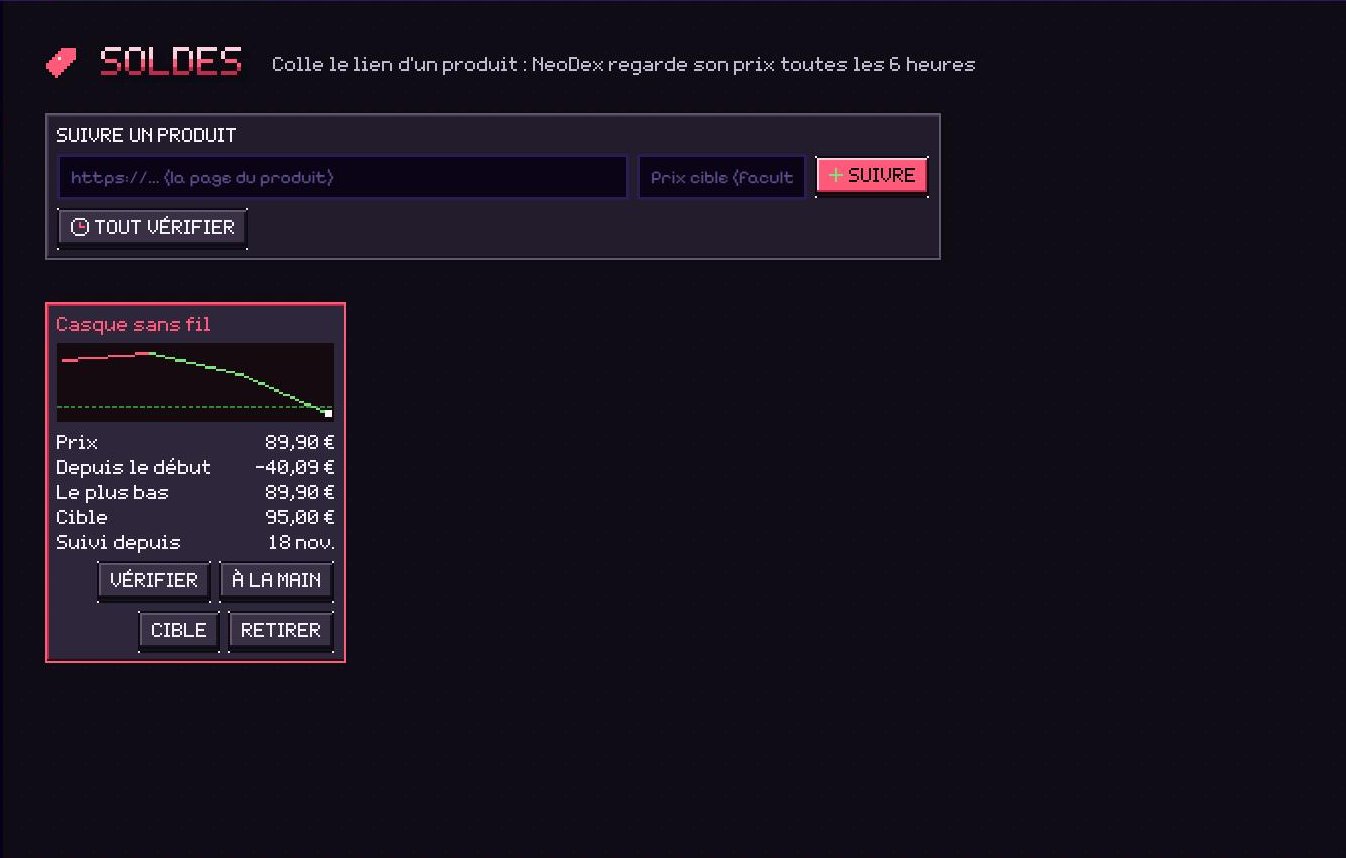 SOLDES
Colle le lien d'un produit : NeoDex regarde son prix toutes les 6 heures
SUIVRE UN PRODUIT
https://... (la page du produit)
Prix cible (facult
+ SUIVRE
TOUT VÉRIFIER
Casque sans fil
Prix 89,90 €
Depuis le début -40,09 €
Le plus bas 89,90 €
Cible 95,00 €
Suivi depuis 18 nov.
VÉRIFIER
À LA MAIN
CIBLE
RETIRER